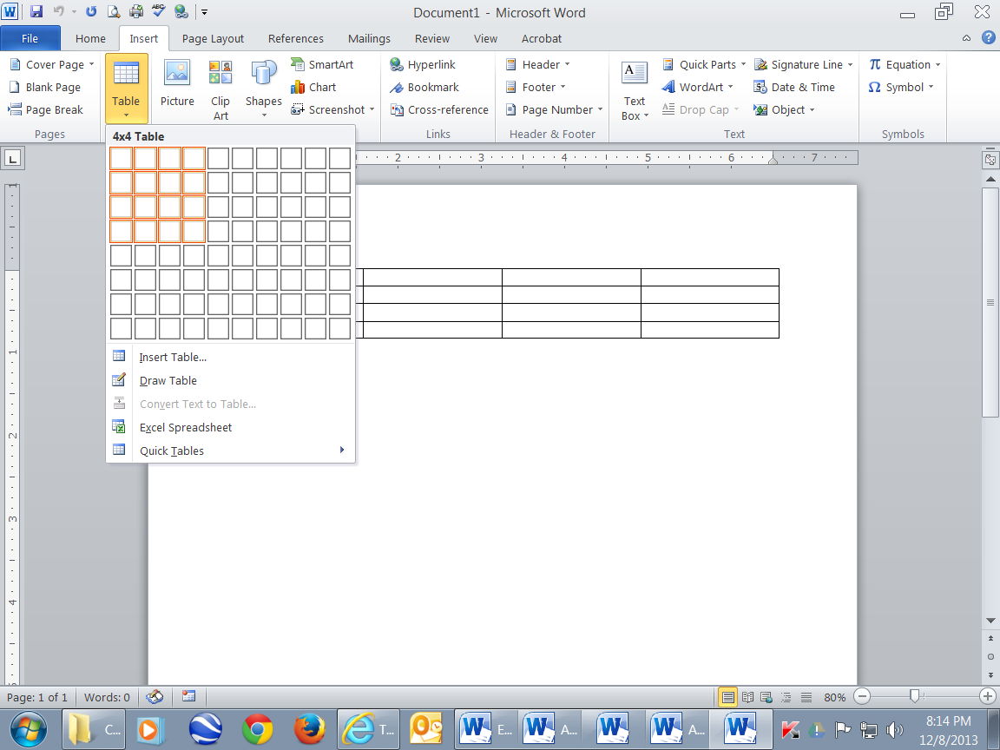 Document1 - Microsoft Word
File Home Insert Page Layout References Mailings Review View Acrobat
Cover Page
Blank Page
Page Break
Pages
Table
Picture
Clip Art
Shapes
SmartArt
Chart
Screenshot
Hyperlink
Bookmark
Cross-reference
Links
Header
Footer
Page Number
Header & Footer
Text Box
Quick Parts
WordArt
Drop Cap
Signature Line
Date & Time
Object
Text
Equation
Symbol
Symbols
4x4 Table
2 3 4 5 6 7
Insert Table...
Draw Table
Convert Text to Table...
Excel Spreadsheet
Quick Tables
1
1
2
3
4
Page: 1 of 1 Words: 0 80%
C... T... E... A... A... 8:14 PM
12/8/2013